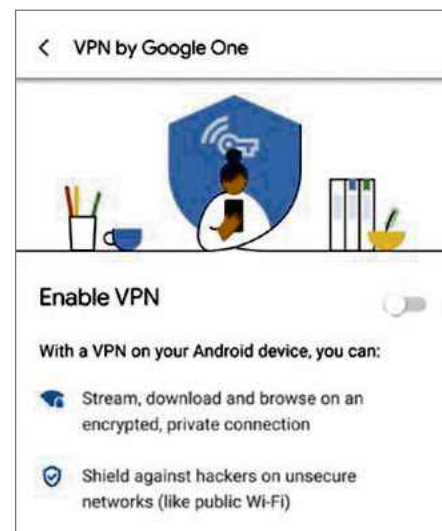 VPN by Google One
Enable VPN
With a VPN on your Android device, you can:
Stream, download and browse on an
encrypted, private connection
Shield against hackers on unsecure
networks (like public Wi-Fi)